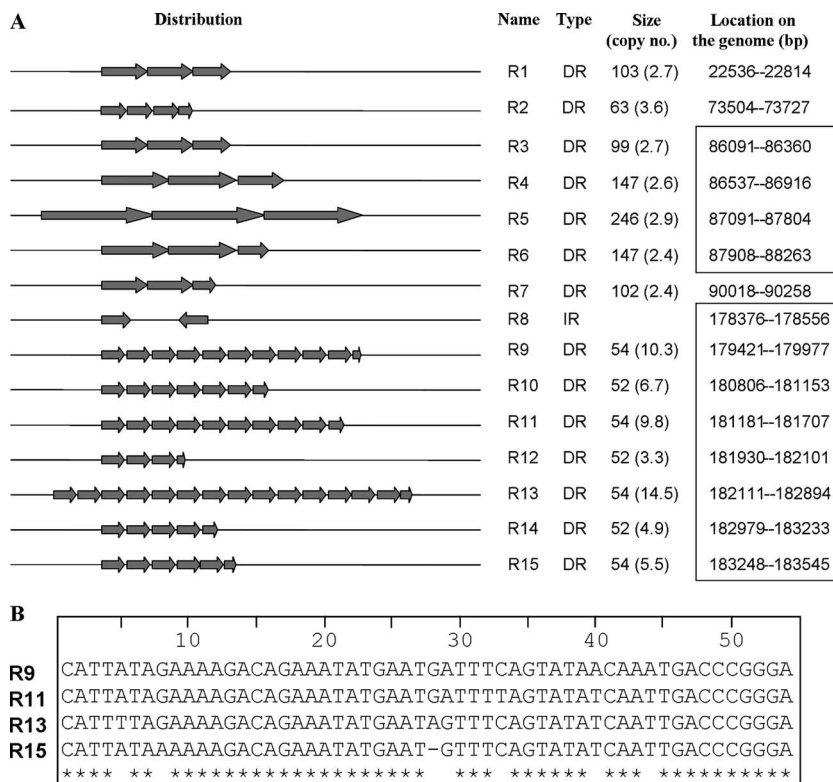 A
Distribution Name Type Size Location on
(copy no.) the genome (bp)
R1 DR 103 (2.7) 22536--22814
R2 DR 63 (3.6) 73504--73727
R3 DR 99 (2.7) 86091--86360
R4 DR 147 (2.6) 86537--86916
R5 DR 246 (2.9) 87091--87804
R6 DR 147 (2.4) 87908--88263
R7 DR 102 (2.4) 90018--90258
R8 IR 178376--178556
R9 DR 54 (10.3) 179421--179977
R10 DR 52 (6.7) 180806--181153
R11 DR 54 (9.8) 181181--181707
R12 DR 52 (3.3) 181930--182101
R13 DR 54 (14.5) 182111--182894
R14 DR 52 (4.9) 182979--183233
R15 DR 54 (5.5) 183248--183545
B
10 20 30 40 50
R9 CATTATAGAAAAGACAGAAATATGAATGATTTCAGTATAACAAATGACCCGGGA
R11 CATTATAGAAAAGACAGAAATATGAATGATTTTAGTATATCAATTGACCCGGGA
R13 CATTTTAGAAAAGACAGAAATATGAATAGTTTCAGTATATCAATTGACCCGGGA
R15 CATTATAAAAAAGACAGAAATATGAAT-GTTTCAGTATATCAATTGACCCGGGA
**** ** ******************* *** ****** *** **********